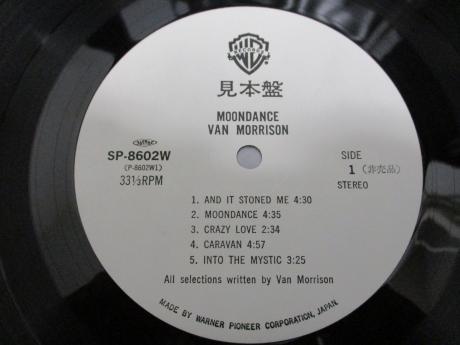 RECORDS
見本盤
MOONDANCE
VAN MORRISON
SP-8602W
(P-8602W1)
33⅓RPM
SIDE
1 (非売品)
STEREO
1. AND IT STONED ME 4:30
2. MOONDANCE 4:35
3. CRAZY LOVE 2:34
4. CARAVAN 4:57
5. INTO THE MYSTIC 3:25
All selections written by Van Morrison
MADE BY WARNER PIONEER CORPORATION, JAPAN.